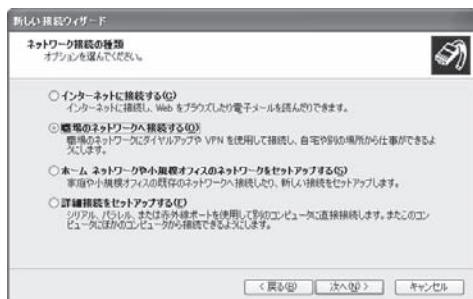 新しい接続ウィザード
ネットワーク接続の種類
オプションを選んでください。
インターネットに接続する(C)
インターネットに接続し、Web をブラウズしたり電子メールを読んだりできます。
職場のネットワークへ接続する(O)
職場のネットワークにダイヤルアップや VPN を使用して接続し、自宅や別の場所から仕事ができるよ
うにします。
ホーム ネットワークや小規模オフィスのネットワークをセットアップする(S)
家庭や小規模オフィスの既存のネットワークへ接続したり、新しい接続をセットアップします。
詳細接続をセットアップする(E)
シリアル、パラレル、または赤外線ポートを使用して別のコンピュータに直接接続します。またこのコン
ピュータにほかのコンピュータから接続できるようにします。
< 戻る(B)
次へ(N) >
キャンセル